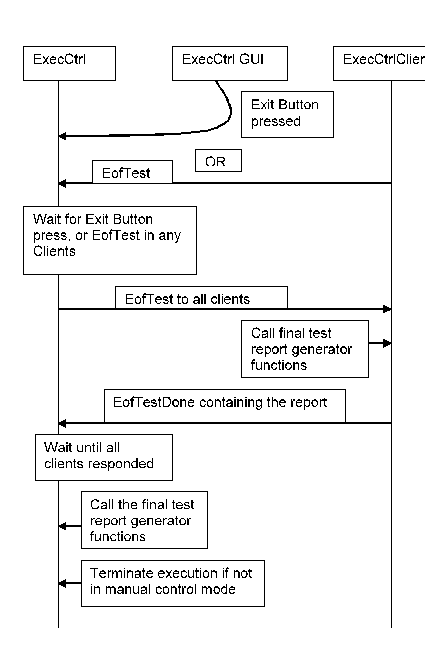 ExecCtrl
ExecCtrl GUI
ExecCtrlClien
Exit Button
pressed
OR
EofTest
Wait for Exit Button
press, or EofTest in any
Clients
EofTest to all clients
Call final test
report generator
functions
EofTestDone containing the report
Wait until all
clients responded
Call the final test
report generator
functions
Terminate execution if not
in manual control mode